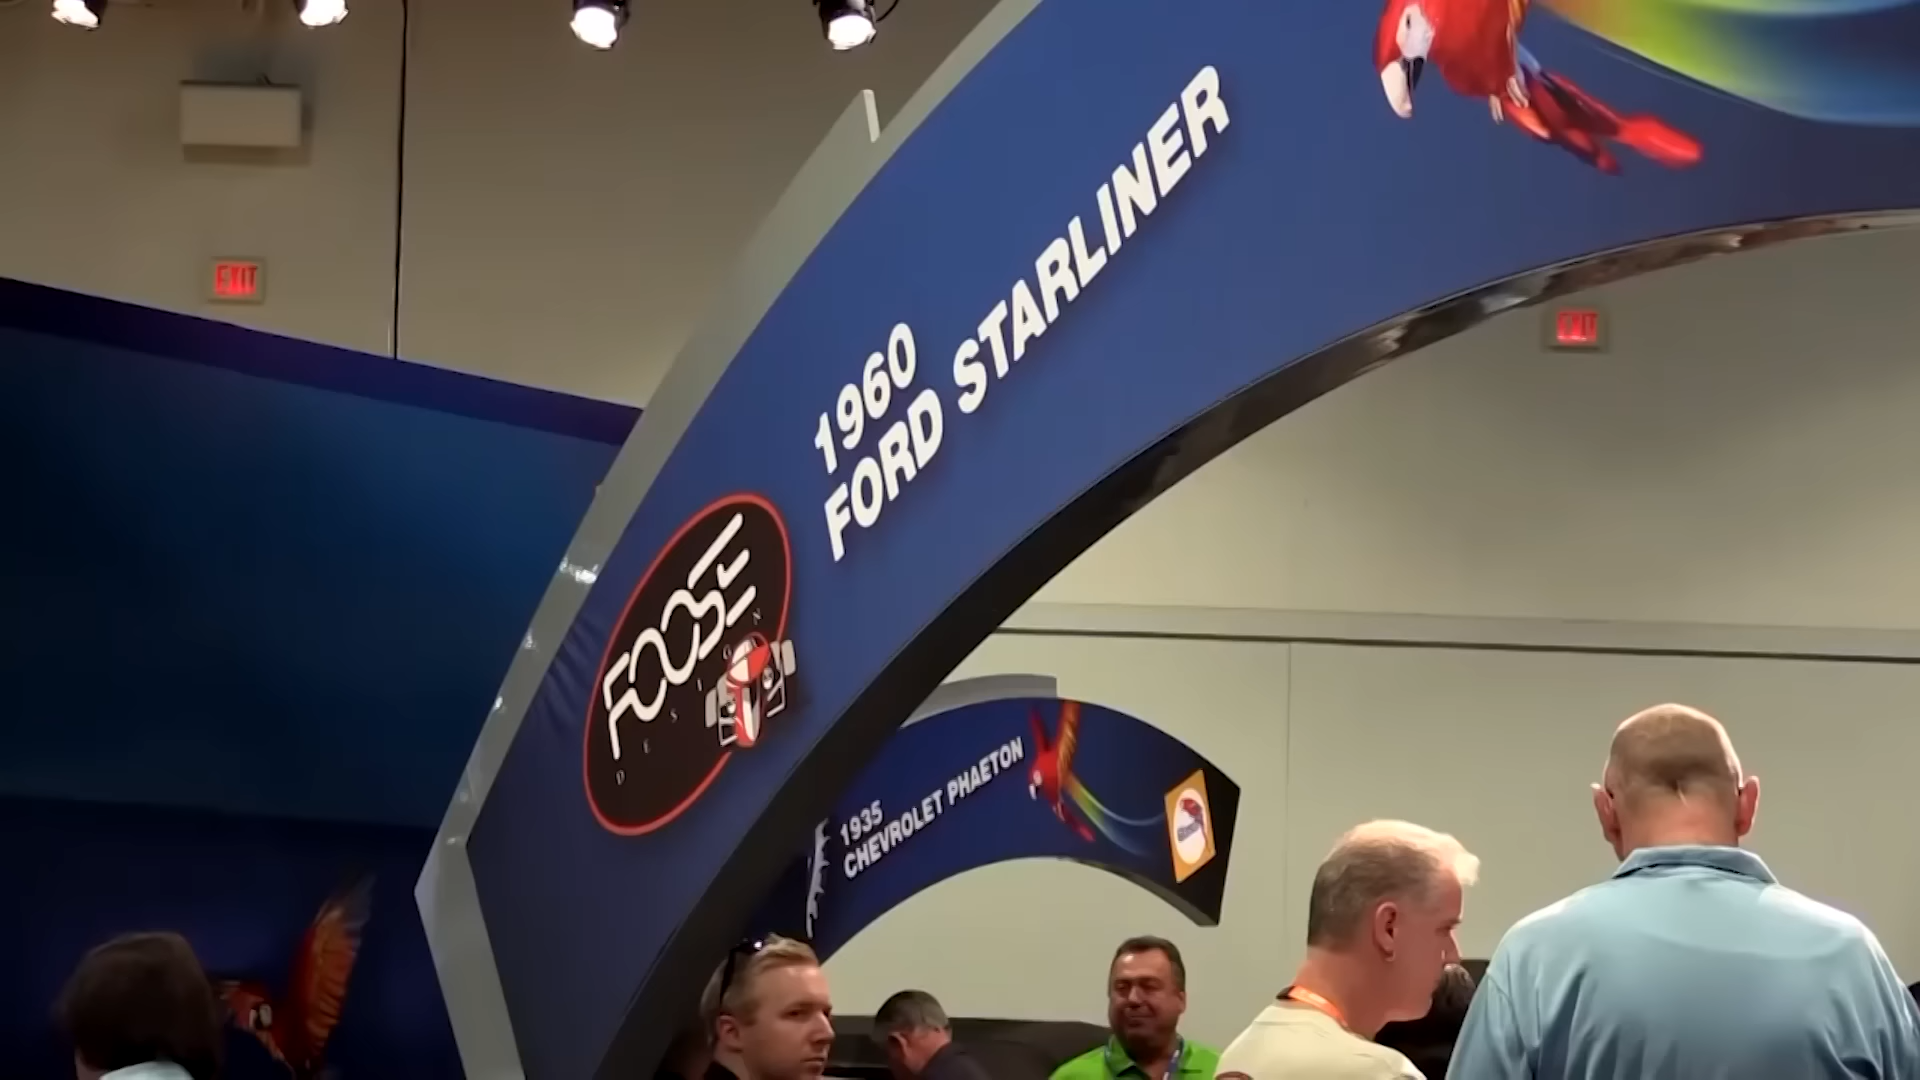 EXIT
EXIT
1960
FORD STARLINER
FOOSE
DESIGN
1935
CHEVROLET PHAETON